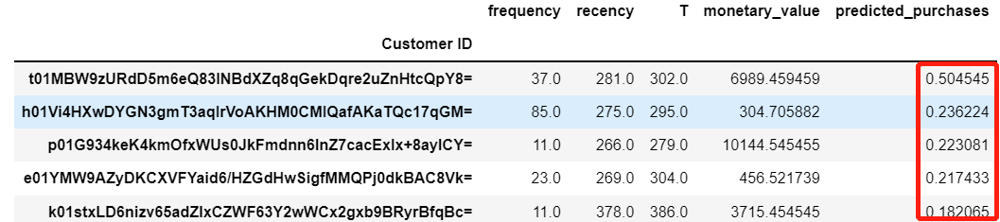 frequency recency T monetary_value predicted_purchases
Customer ID
t01MBW9zURdD5m6eQ83lNBdXZq8qGekDqre2uZnHtcQpY8= 37.0 281.0 302.0 6989.459459 0.504545
h01Vi4HXwDYGN3gmT3aqlrVoAKHM0CMlQafAKaTQc17qGM= 85.0 275.0 295.0 304.705882 0.236224
p01G934keK4kmOfxWUs0JkFmdnn6lnZ7cacExlx+8ayICY= 11.0 266.0 279.0 10144.545455 0.223081
e01YMW9AZyDKCXVFYaid6/HZGdHwSigfMMQPj0dkBAC8Vk= 23.0 269.0 304.0 456.521739 0.217433
k01stxLD6nizv65adZlxCZWF63Y2wWCx2gxb9BRyrBfqBc= 11.0 378.0 386.0 3715.454545 0.182065